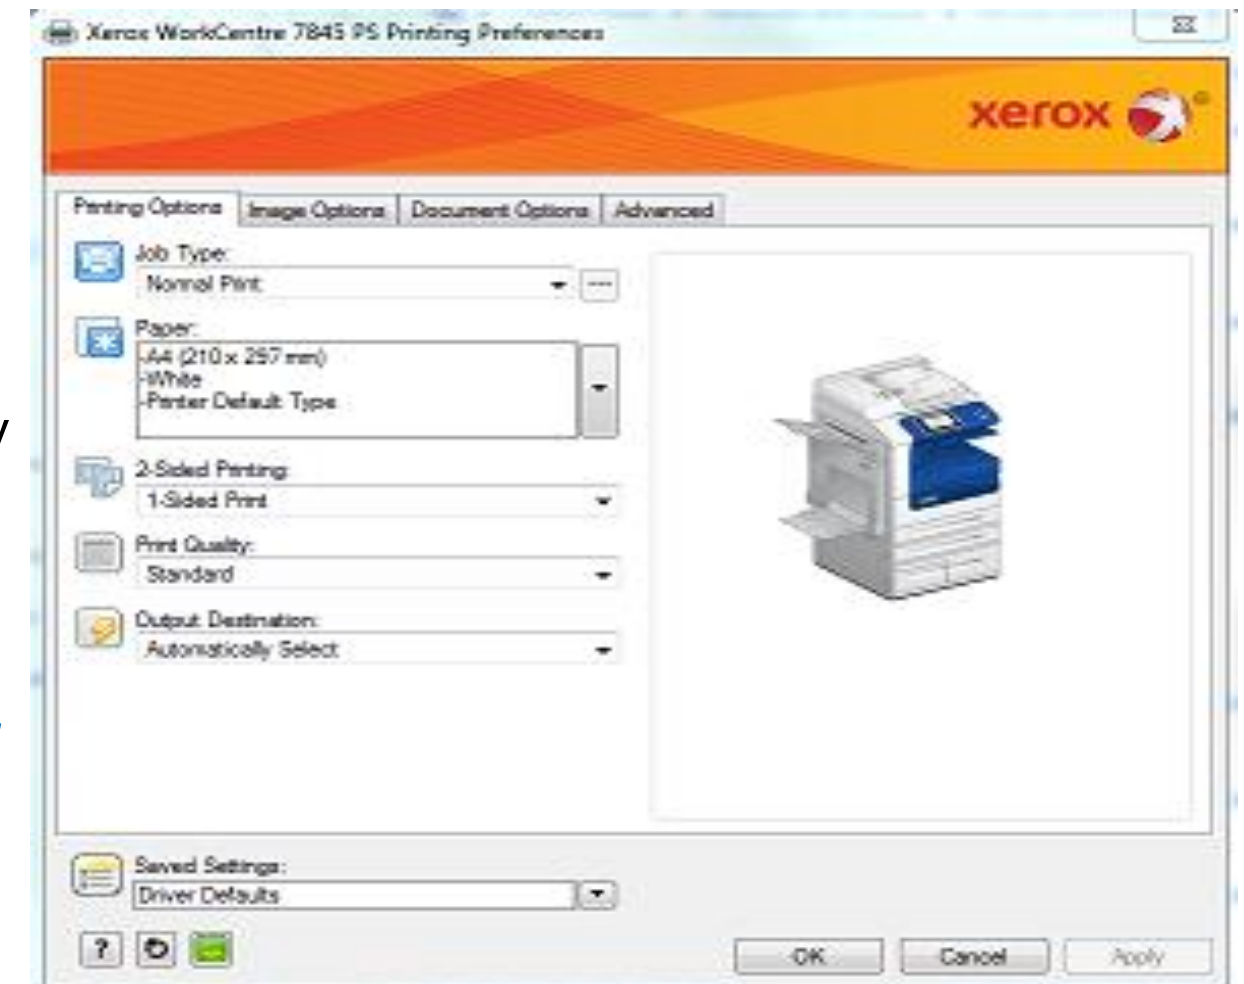 Xerox WorkCentre 7845 PS Printing Preferences
xerox
Printing Options Image Options Document Options Advanced
Job Type:
Normal Print
Paper:
-A4 (210 x 297 mm)
-White
-Printer Default Type
2-Sided Printing:
1-Sided Print
Print Quality:
Standard
Output Destination:
Automatically Select
Saved Settings:
Driver Defaults
?
OK Cancel Apply